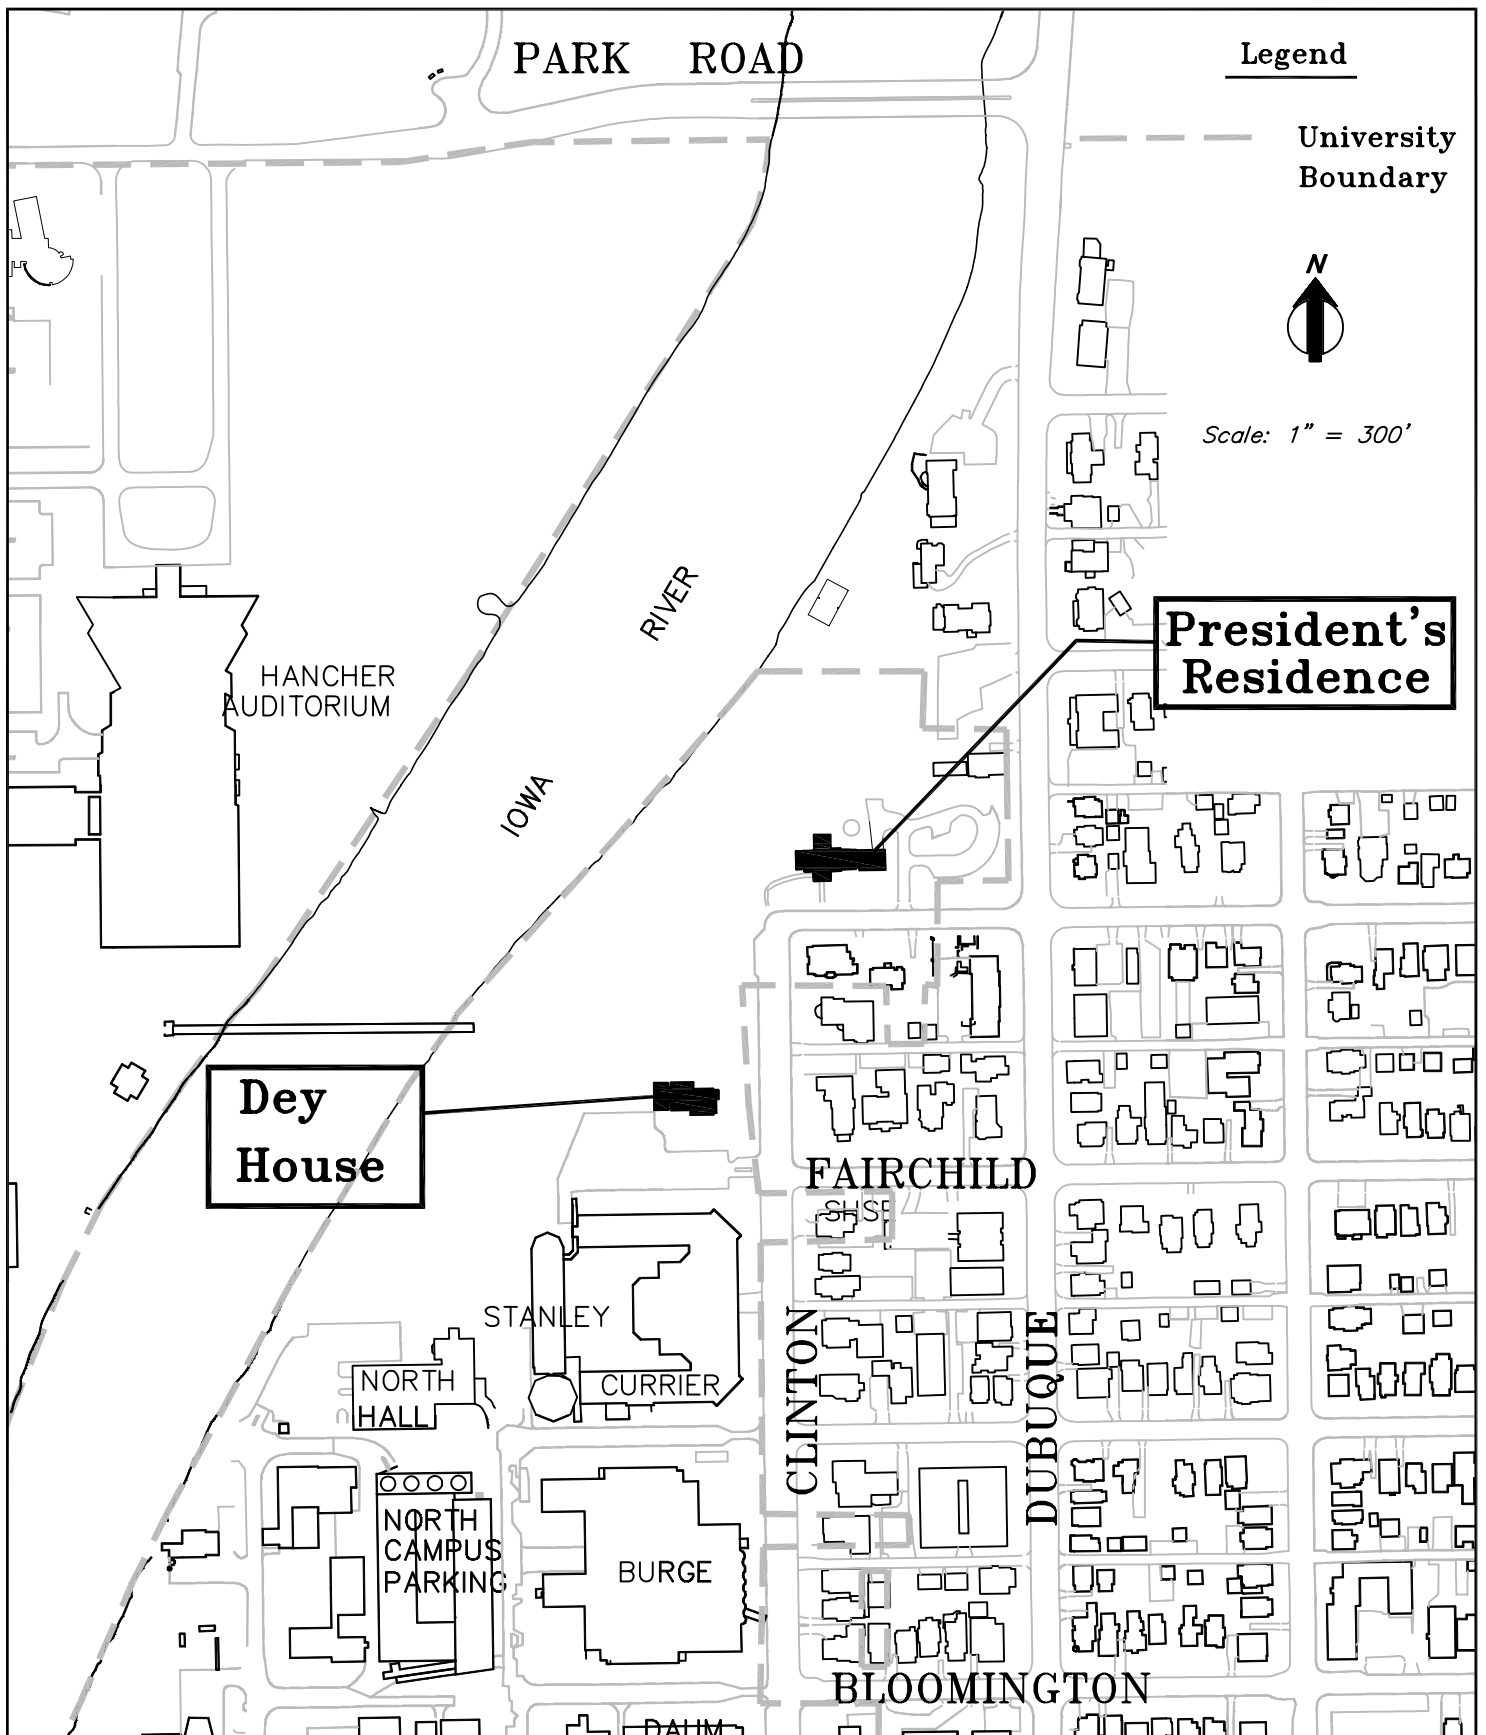 PARK ROAD
Legend
University
Boundary
N
Scale: 1" = 300'
RIVER
President's
Residence
HANCHER
AUDITORIUM
IOWA
Dey
House
FAIRCHILD
STANLEY
CLINTON
DUBUQUE
NORTH
HALL
CURRIER
NORTH
CAMPUS
PARKING
BURGE
BLOOMINGTON
DAUM